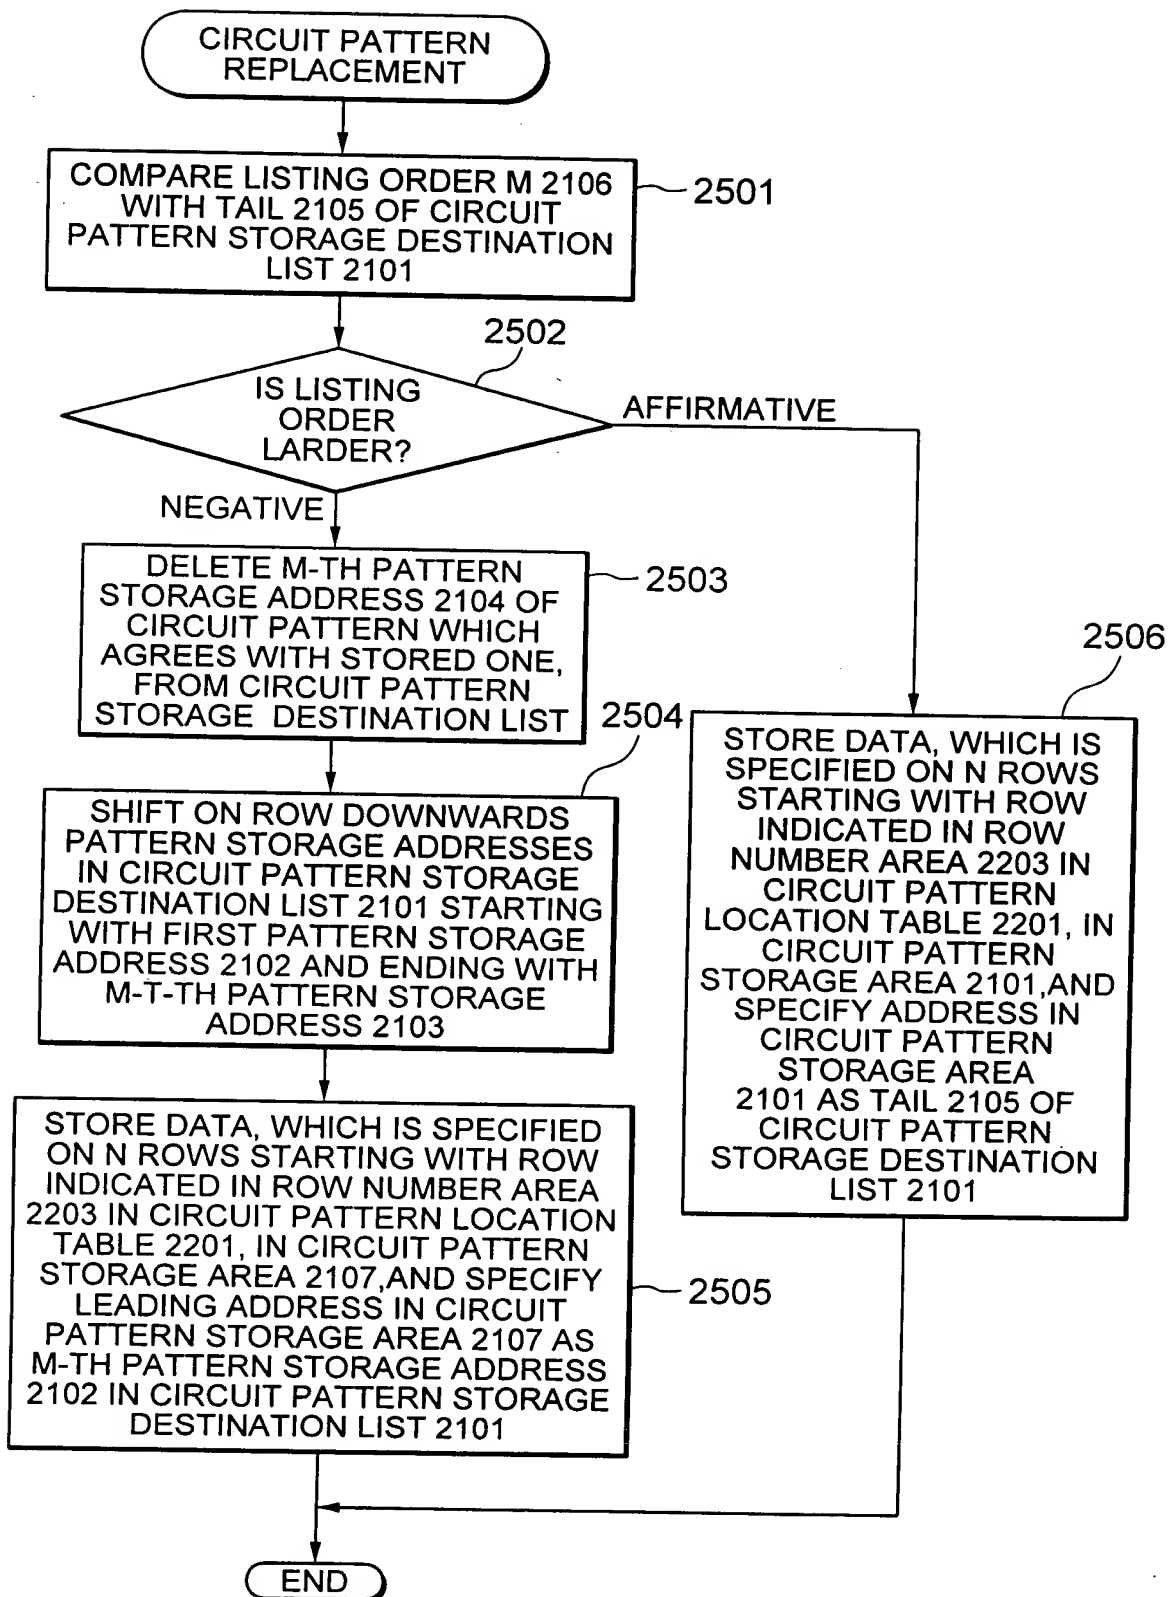 CIRCUIT PATTERN
REPLACEMENT
COMPARE LISTING ORDER M 2106
WITH TAIL 2105 OF CIRCUIT
PATTERN STORAGE DESTINATION
LIST 2101
2501
2502
IS LISTING
ORDER
LARDER?
AFFIRMATIVE
NEGATIVE
DELETE M-TH PATTERN
STORAGE ADDRESS 2104 OF
CIRCUIT PATTERN WHICH
AGREES WITH STORED ONE,
FROM CIRCUIT PATTERN
STORAGE DESTINATION LIST
2503
2504
SHIFT ON ROW DOWNWARDS
PATTERN STORAGE ADDRESSES
IN CIRCUIT PATTERN STORAGE
DESTINATION LIST 2101 STARTING
WITH FIRST PATTERN STORAGE
ADDRESS 2102 AND ENDING WITH
M-T-TH PATTERN STORAGE
ADDRESS 2103
STORE DATA, WHICH IS SPECIFIED
ON N ROWS STARTING WITH ROW
INDICATED IN ROW NUMBER AREA
2203 IN CIRCUIT PATTERN LOCATION
TABLE 2201, IN CIRCUIT PATTERN
STORAGE AREA 2107,AND SPECIFY
LEADING ADDRESS IN CIRCUIT
PATTERN STORAGE AREA 2107 AS
M-TH PATTERN STORAGE ADDRESS
2102 IN CIRCUIT PATTERN STORAGE
DESTINATION LIST 2101
2505
2506
STORE DATA, WHICH IS
SPECIFIED ON N ROWS
STARTING WITH ROW
INDICATED IN ROW
NUMBER AREA 2203 IN
CIRCUIT PATTERN
LOCATION TABLE 2201, IN
CIRCUIT PATTERN
STORAGE AREA 2101,AND
SPECIFY ADDRESS IN
CIRCUIT PATTERN
STORAGE AREA
2101 AS TAIL 2105 OF
CIRCUIT PATTERN
STORAGE DESTINATION
LIST 2101
END